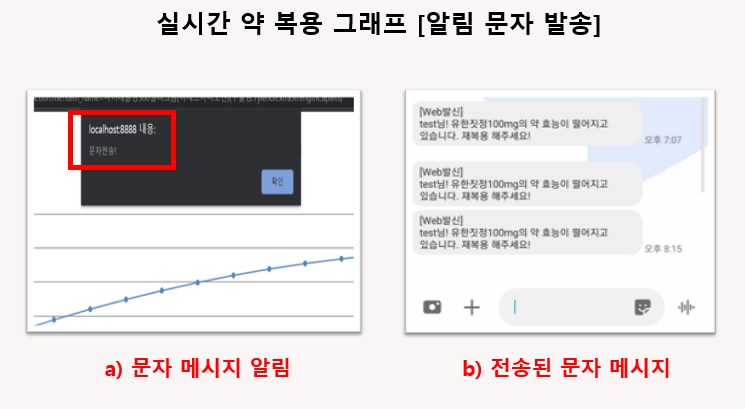 실시간 약 복용 그래프 [알림 문자 발송]
localhost:8888 내용:
문자전송!
확인
a) 문자 메시지 알림
[Web발신]
test님! 유한짓정100mg의 약 효능이 떨어지고
있습니다. 재복용 해주세요!
오후 7:07
[Web발신]
test님! 유한짓정100mg의 약 효능이 떨어지고
있습니다. 재복용 해주세요!
[Web발신]
test님! 유한짓정100mg의 약 효능이 떨어지고
있습니다. 재복용 해주세요!
오후 8:15
b) 전송된 문자 메시지